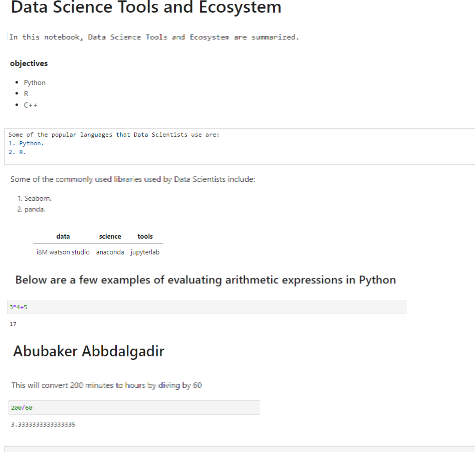 Data Science Tools and Ecosystem
In this notebook, Data Science Tools and Ecosystem are summarized.
objectives
• Python
• R
• C++
Some of the popular languages that Data Scientists use are:
1. Python.
2. R.
Some of the commonly used libraries used by Data Scientists include:
1. Seaborn.
2. panda.
data science tools
iBM watson studio anaconda jupyterlab
Below are a few examples of evaluating arithmetic expressions in Python
3*4+5
17
Abubaker Abbdalgadir
This will convert 200 minutes to hours by diving by 60
200/60
3.3333333333333335